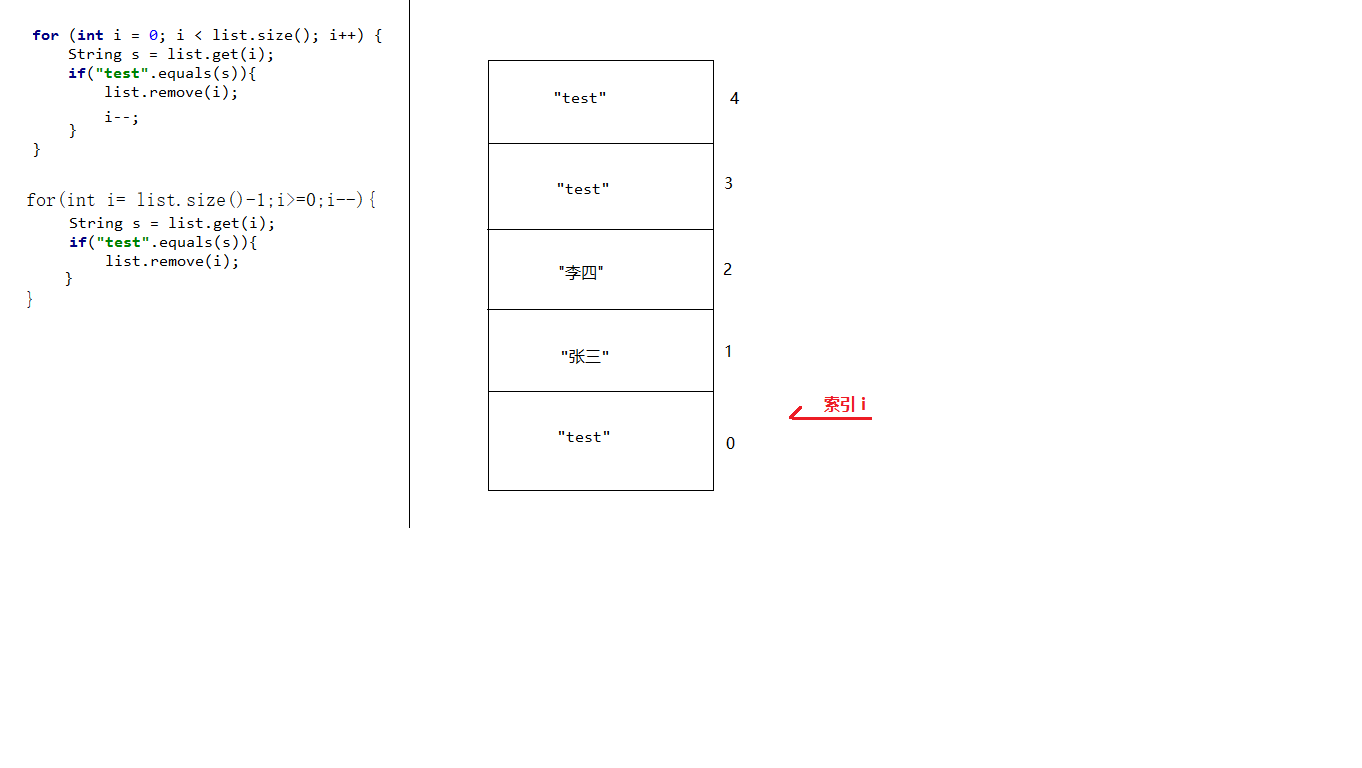 for (int i = 0; i < list.size(); i++) {
String s = list.get(i);
if("test".equals(s)){
list.remove(i);
i--;
}
}
for(int i= list.size()-1;i>=0;i--){
String s = list.get(i);
if("test".equals(s)){
list.remove(i);
}
}
"test" 4
"test" 3
"李四" 2
"张三" 1
索引 i
"test" 0